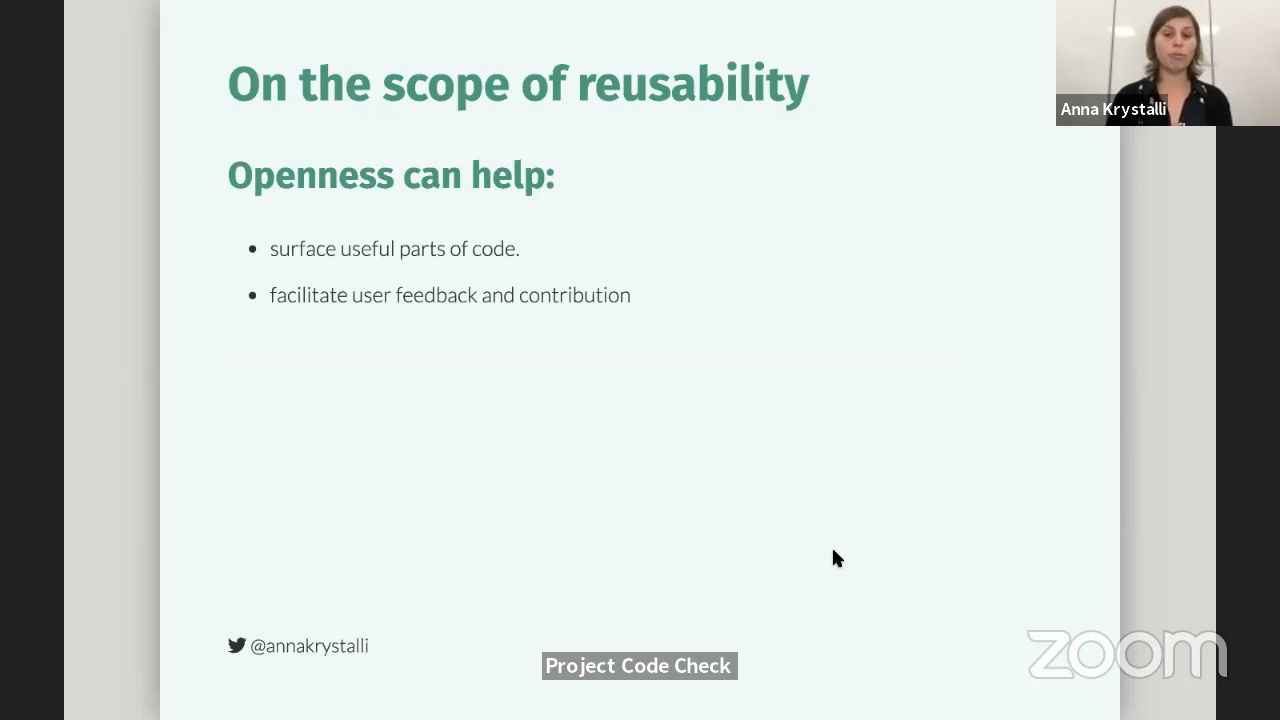 On the scope of reusability
Anna Krystalli
Openness can help:
surface useful parts of code.
facilitate user feedback and contribution
@annakrystalli
Project Code Check
zoom